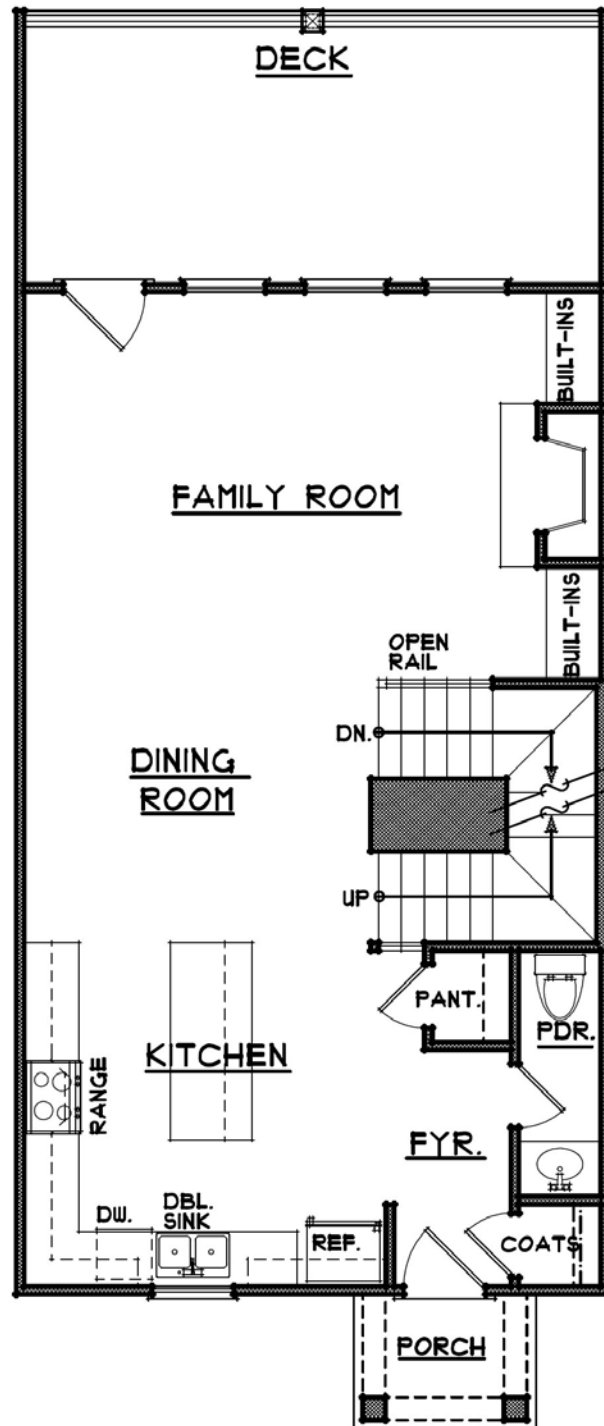 DECK
BUILT-INS
FAMILY ROOM
BUILT-INS
OPEN
RAIL
DN.
DINING
ROOM
UP
PANT.
PDR.
KITCHEN
RANGE
FYR.
DW.
DBL.
SINK
REF.
COATS
PORCH